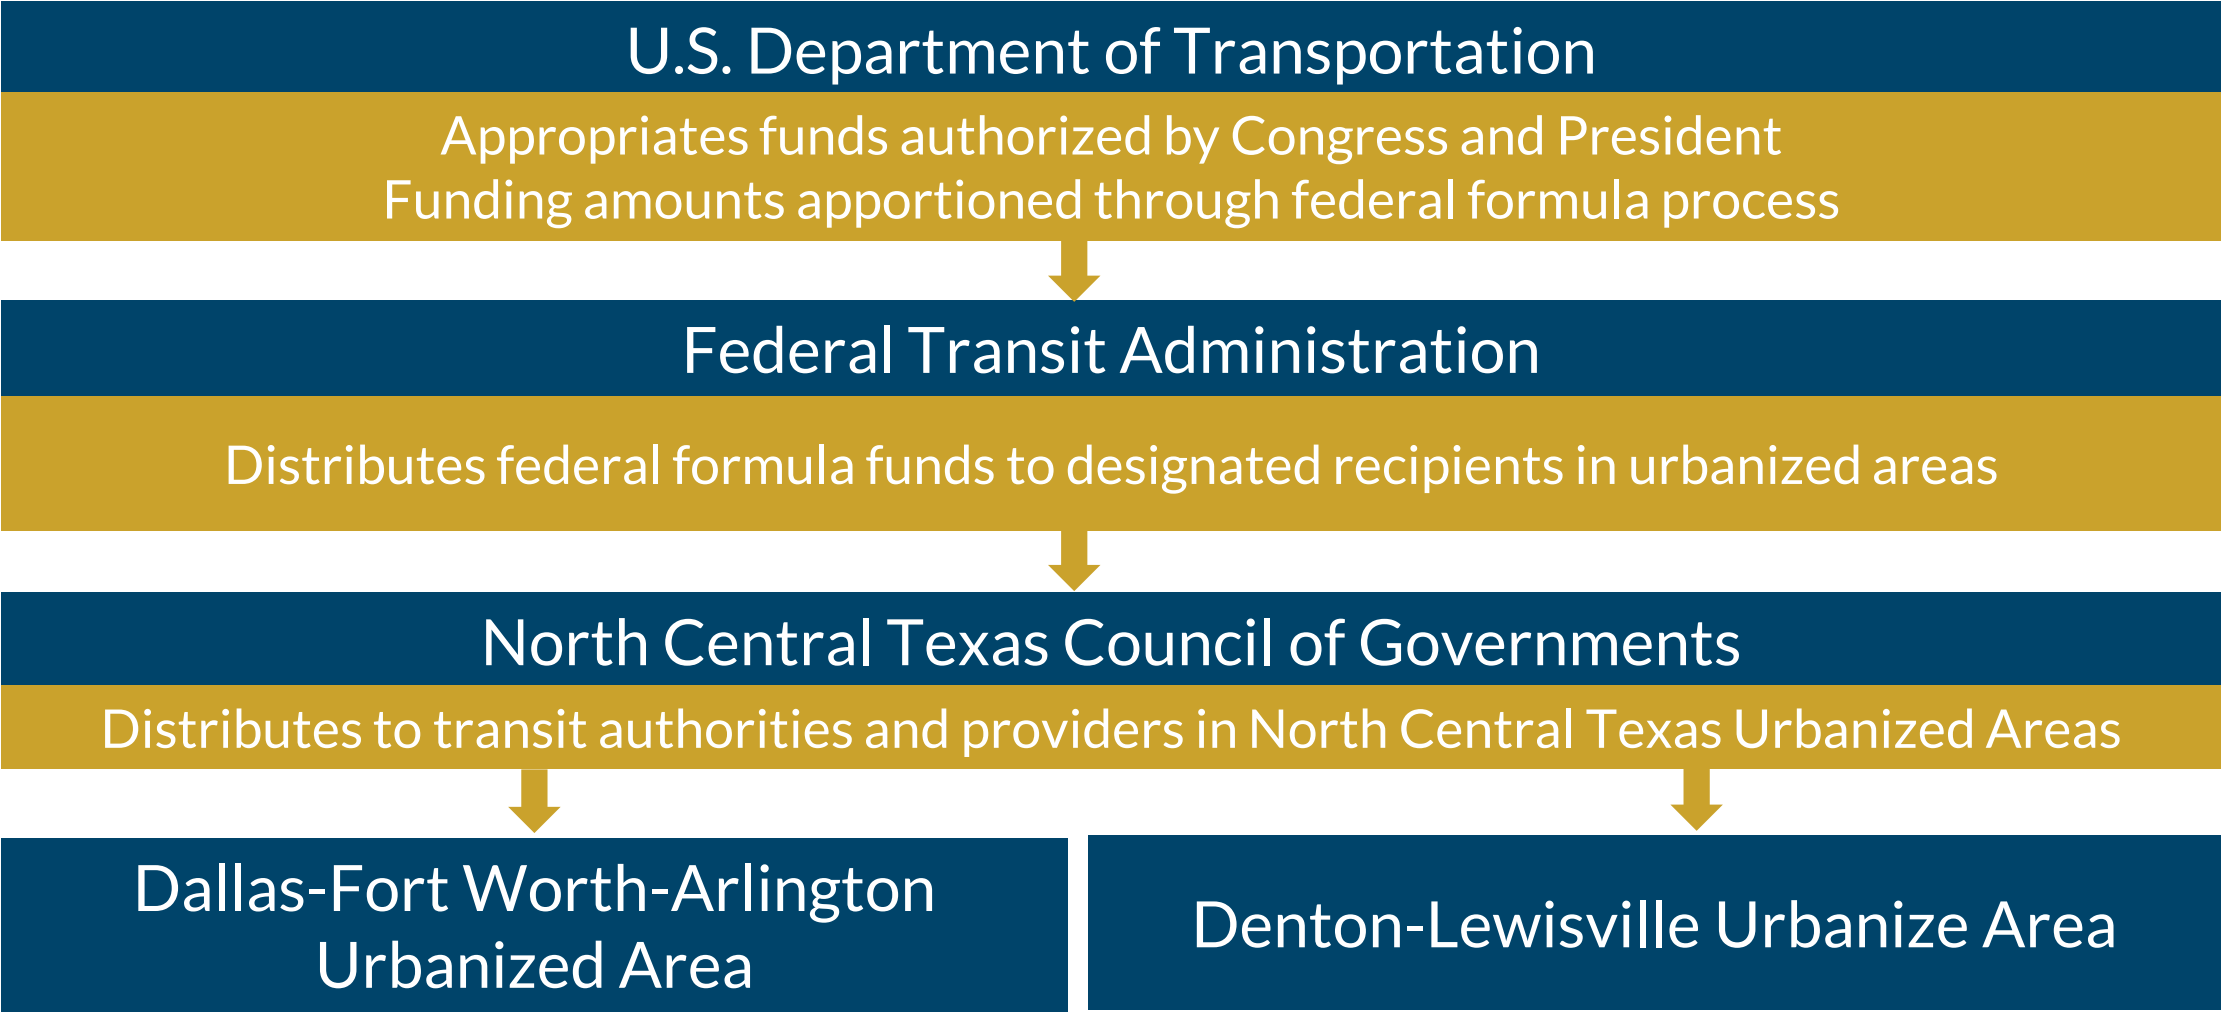 U.S. Department of Transportation
Appropriates funds authorized by Congress and President
Funding amounts apportioned through federal formula process
Federal Transit Administration
Distributes federal formula funds to designated recipients in urbanized areas
North Central Texas Council of Governments
Distributes to transit authorities and providers in North Central Texas Urbanized Areas
Dallas-Fort Worth-Arlington
Urbanized Area
Denton-Lewisville Urbanize Area